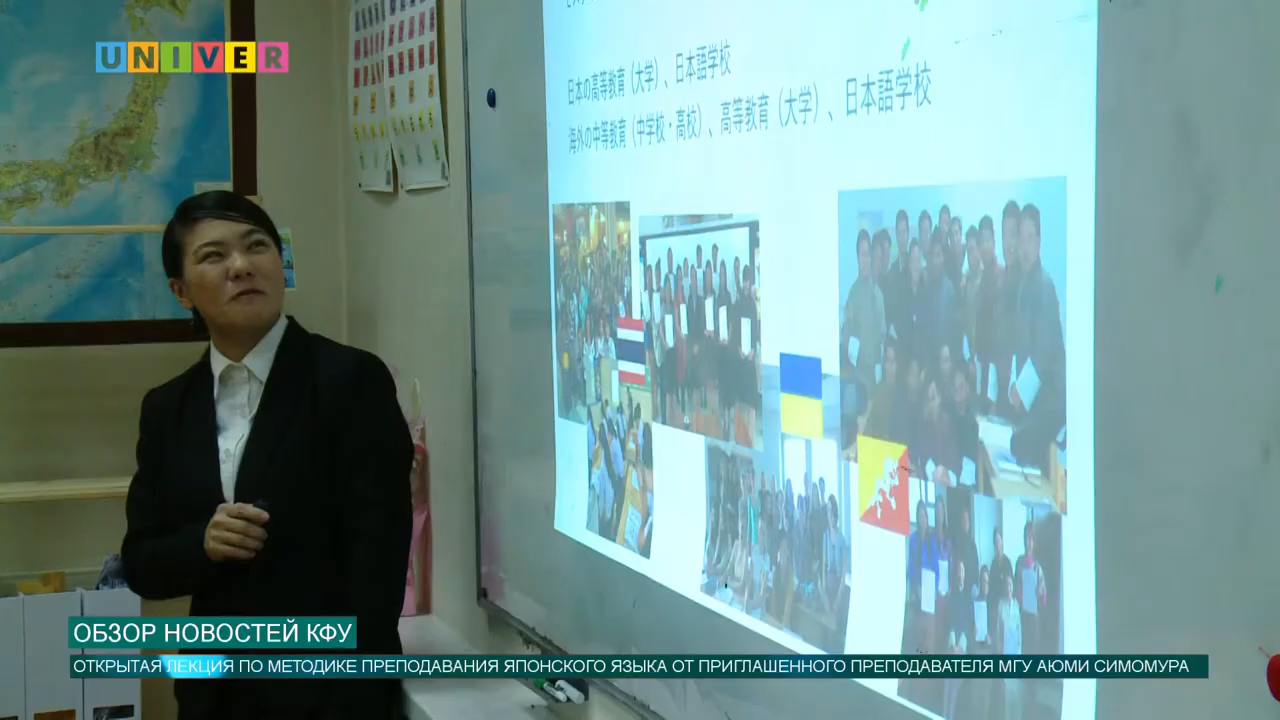 UNIVER
日本の高等教育（大学）、日本語学校
海外の中等教育（中学校・高校）、高等教育（大学）、日本語学校
ОБЗОР НОВОСТЕЙ КФУ
ОТКРЫТАЯ ЛЕКЦИЯ ПО МЕТОДИКЕ ПРЕПОДАВАНИЯ ЯПОНСКОГО ЯЗЫКА ОТ ПРИГЛАШЕННОГО ПРЕПОДАВАТЕЛЯ МГУ АЮМИ СИМОМУРА